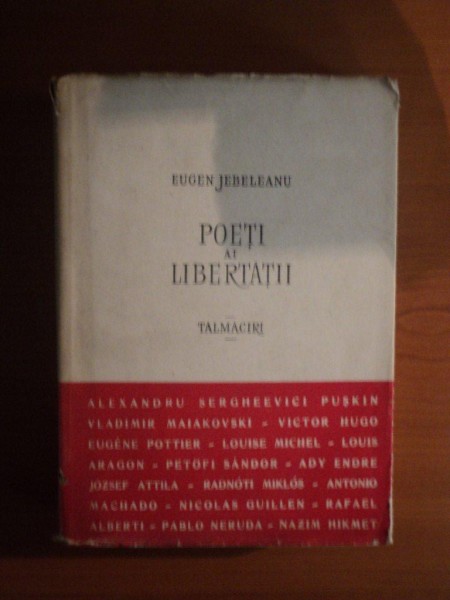 EUGEN JEBELEANU
POEȚI
AI
LIBERTĂȚII
TALMĂCIRI
ALEXANDRU SERGHEEVICI PUȘKIN
VLADIMIR MAIAKOVSKI - VICTOR HUGO
EUGÈNE POTTIER - LOUISE MICHEL - LOUIS
ARAGON - PETÖFI SÁNDOR - ADY ENDRE
JÓZSEF ATTILA - RADNÓTI MIKLÓS - ANTONIO
MACHADO - NICOLAS GUILLEN - RAFAEL
ALBERTI - PABLO NERUDA - NAZIM HIKMET